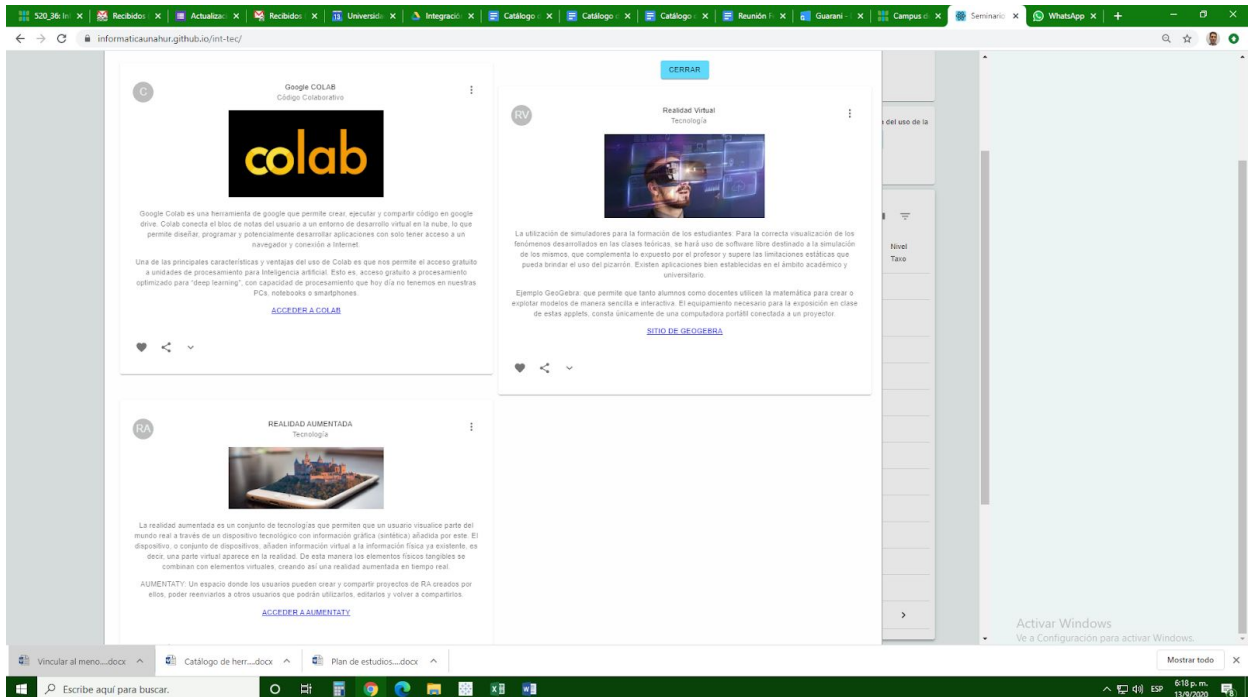 520_36: In
Recibidos
Actualizac
Recibidos
Universida
Integració
Catálogo d
Catálogo c
Catálogo c
Reunión F
Guarani -
Campus d
Seminario
WhatsApp
informaticaunahur.github.io/int-tec/
CERRAR
C
Google COLAB
Código Colaborativo
colab
Google Colab es una herramienta de google que permite crear, ejecutar y compartir código en google
drive. Colab conecta el bloc de notas del usuario a un entorno de desarrollo virtual en la nube, lo que
permite diseñar, programar y potencialmente desarrollar aplicaciones con solo tener acceso a un
navegador y conexión a Internet.
Una de las principales características y ventajas del uso de Colab es que nos permite el acceso gratuito
a unidades de procesamiento para Inteligencia artificial. Esto es, acceso gratuito a procesamiento
optimizado para "deep learning", con capacidad de procesamiento que hoy día no tenemos en nuestras
PCs, notebooks o smartphones.
ACCEDER A COLAB
RV
Realidad Virtual
Tecnología
La utilización de simuladores para la formación de los estudiantes: Para la correcta visualización de los
fenómenos desarrollados en las clases teóricas, se hará uso de software libre destinado a la simulación
de los mismos, que complementa lo expuesto por el profesor y supere las limitaciones estáticas que
pueda brindar el uso del pizarrón. Existen aplicaciones bien establecidas en el ámbito académico y
universitario.
Ejemplo GeoGebra: que permite que tanto alumnos como docentes utilicen la matemática para crear o
explotar modelos de manera sencilla e interactiva. El equipamiento necesario para la exposición en clase
de estas applets, consta únicamente de una computadora portátil conectada a un proyector.
SITIO DE GEOGEBRA
RA
REALIDAD AUMENTADA
Tecnología
La realidad aumentada es un conjunto de tecnologías que permiten que un usuario visualice parte del
mundo real a través de un dispositivo tecnológico con información gráfica (sintética) añadida por este. El
dispositivo, o conjunto de dispositivos, añaden información virtual a la información física ya existente, es
decir, una parte virtual aparece en la realidad. De esta manera los elementos físicos tangibles se
combinan con elementos virtuales, creando así una realidad aumentada en tiempo real.
AUMENTATY: Un espacio donde los usuarios pueden crear y compartir proyectos de RA creados por
ellos, poder reenviarlos a otros usuarios que podrán utilizarlos, editarlos y volver a compartirlos.
ACCEDER A AUMENTATY
del uso de la
Nivel
Taxo
Activar Windows
Ve a Configuración para activar Windows.
Vincular al meno....docx
Catálogo de herr....docx
Plan de estudios....docx
Mostrar todo
Escribe aquí para buscar.
ESP
6:18 p. m.
13/9/2020